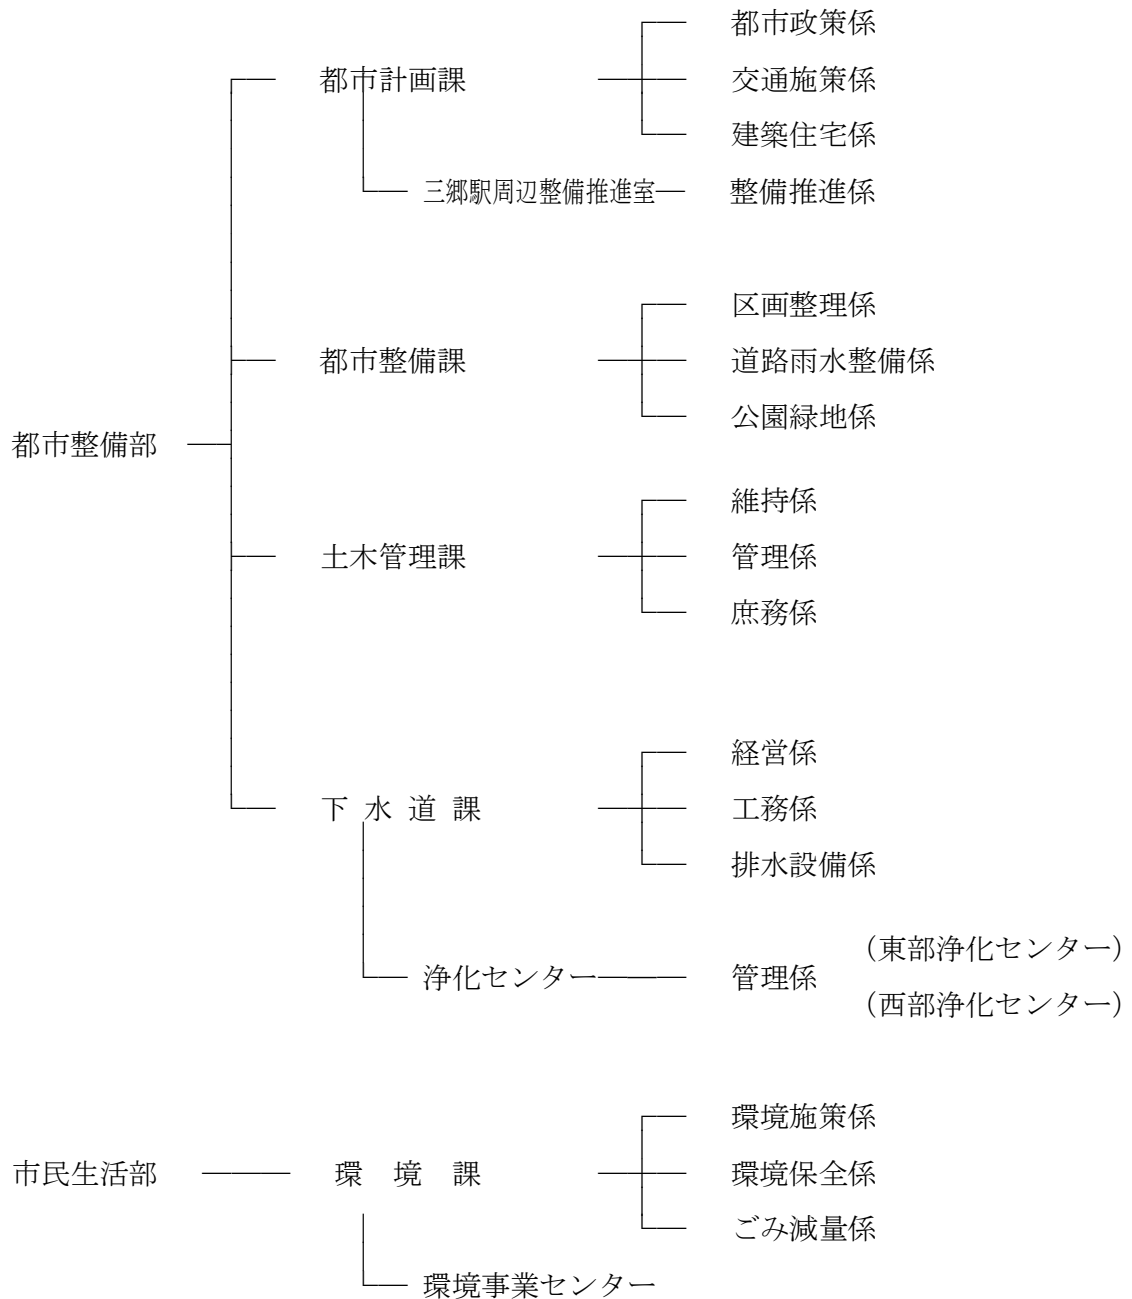 都市政策係
都市計画課 交通施策係
建築住宅係
三郷駅周辺整備推進室 整備推進係
区画整理係
都市整備課 道路雨水整備係
公園緑地係
都市整備部
維持係
土木管理課 管理係
庶務係
経営係
下水道課 工務係
排水設備係
(東部浄化センター)
浄化センター 管理係
(西部浄化センター)
環境施策係
市民生活部 環境課 環境保全係
ごみ減量係
環境事業センター